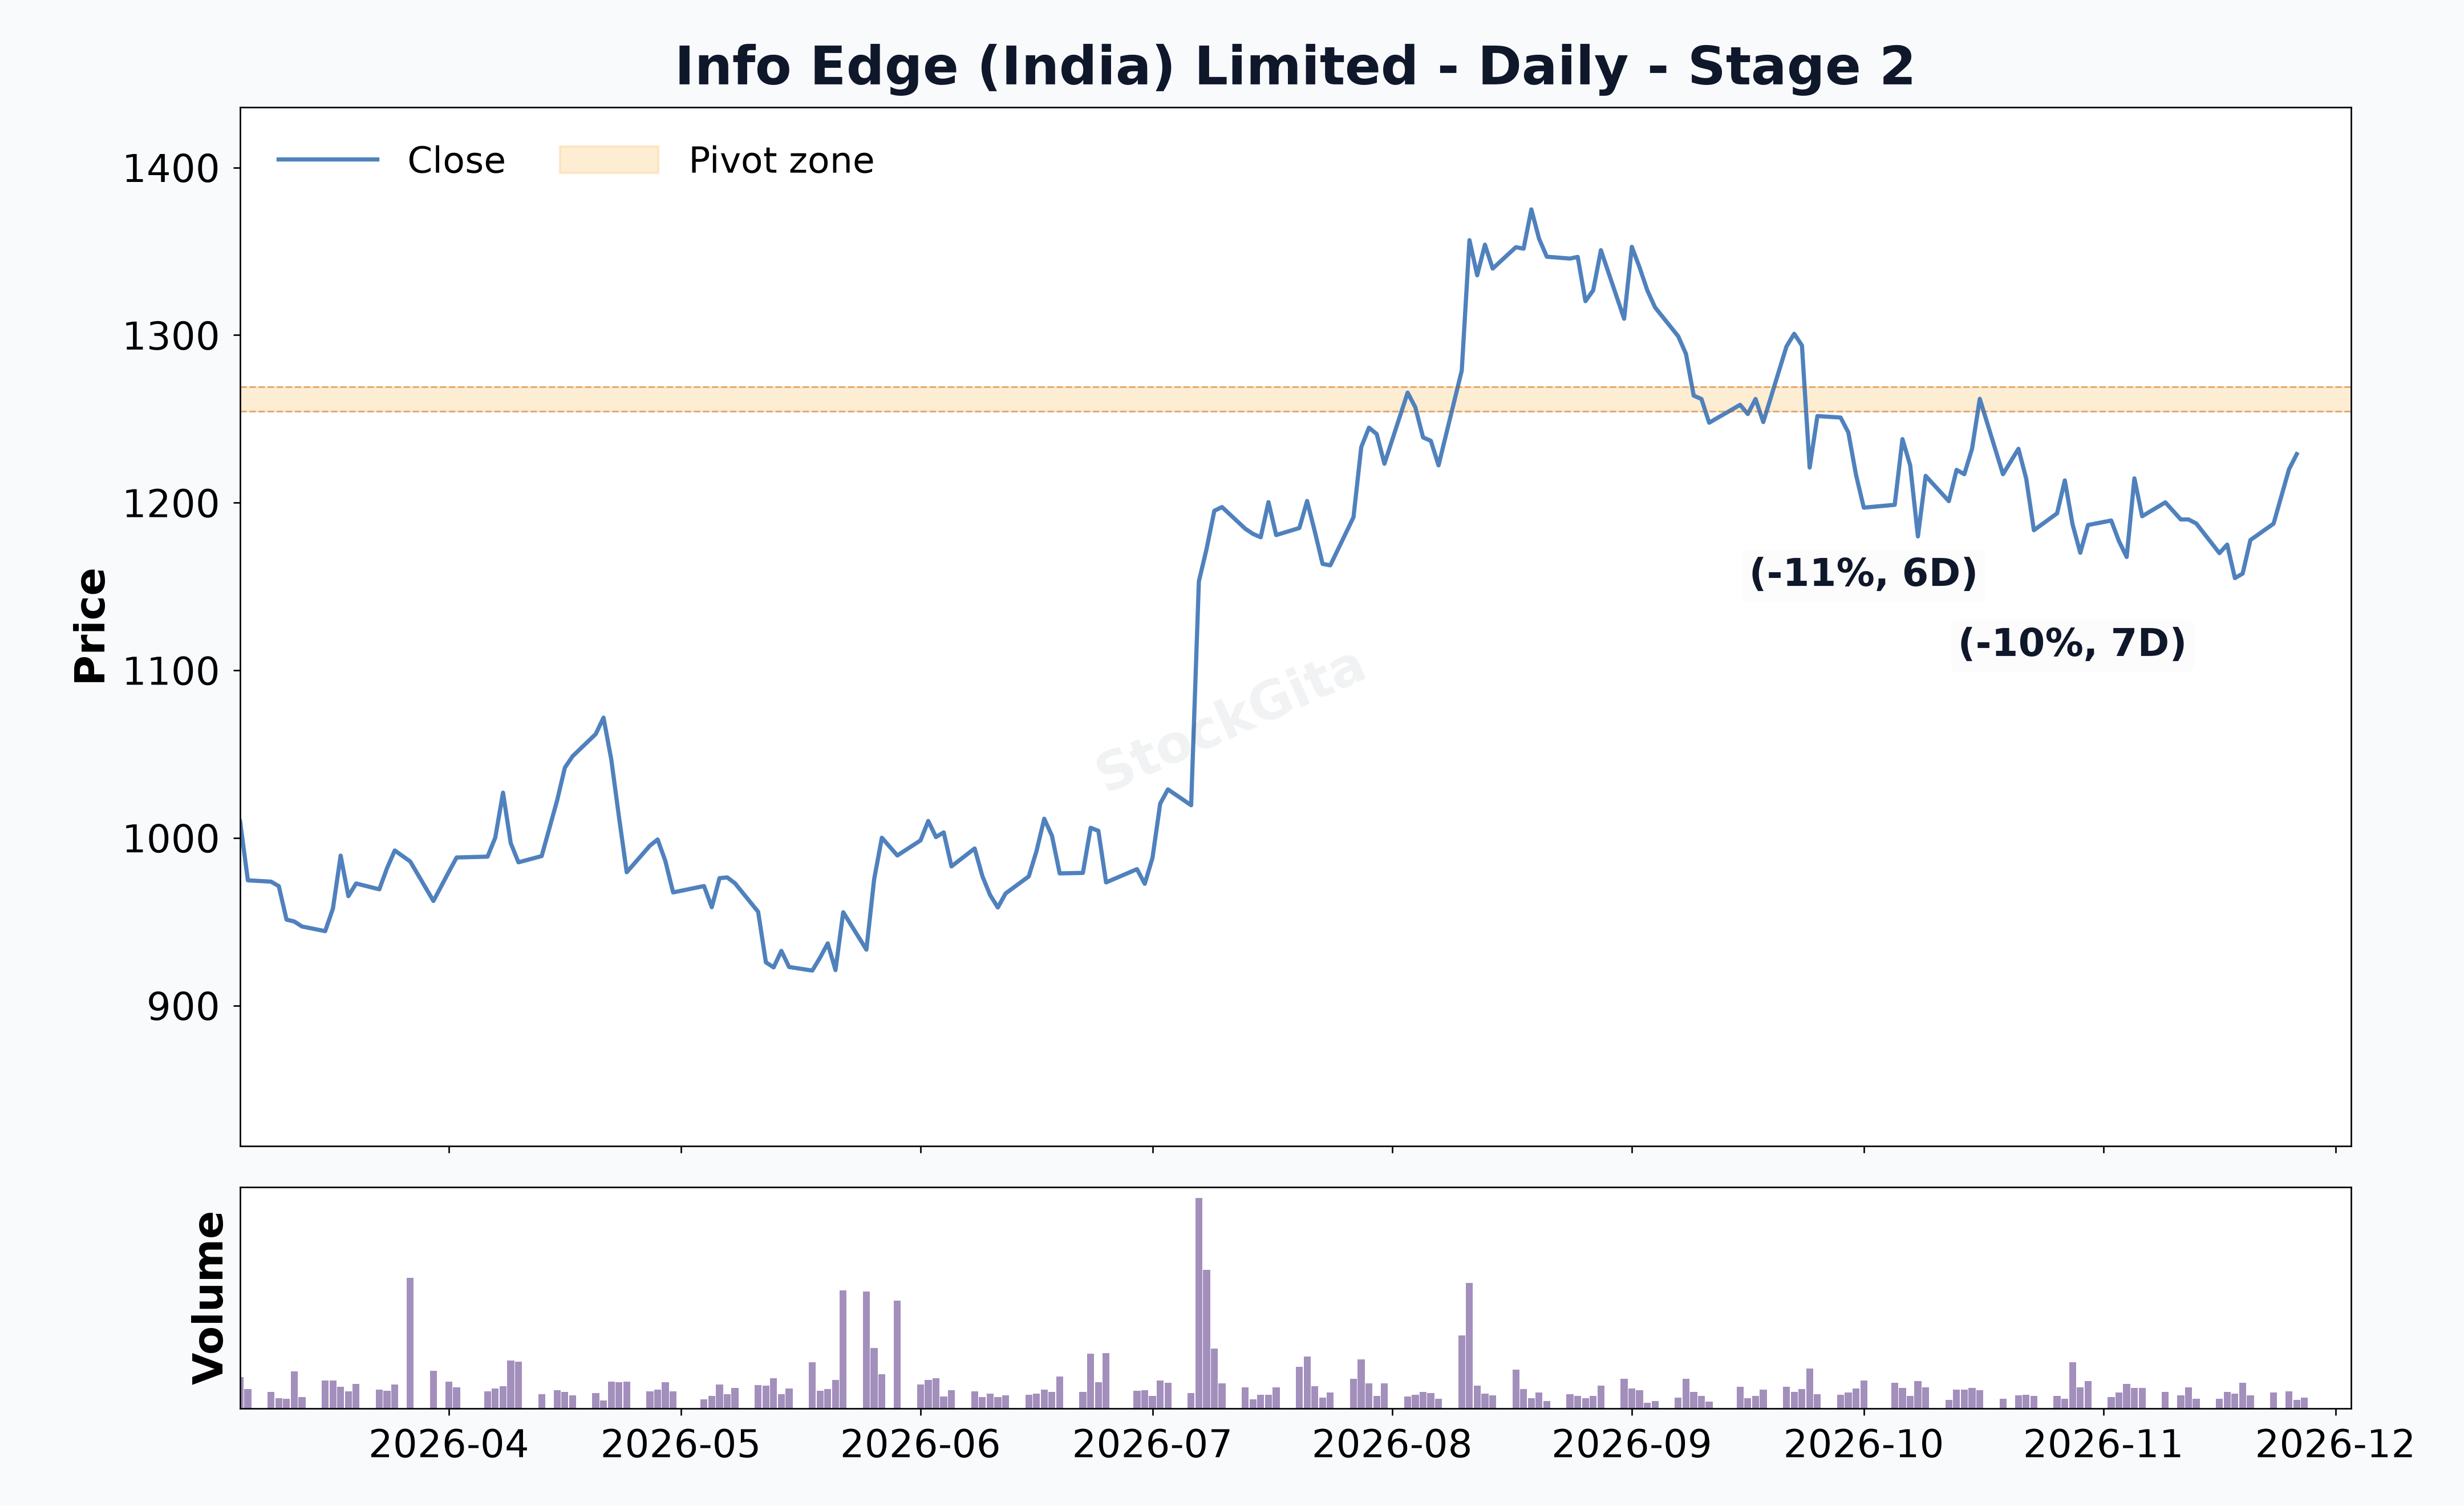 Info Edge (India) Limited - Daily - Stage 2
Close
Pivot zone
1400
1300
1200
1100
1000
900
Price
(-11%, 6D)
(-10%, 7D)
StockGita
Volume
2026-04
2026-05
2026-06
2026-07
2026-08
2026-09
2026-10
2026-11
2026-12